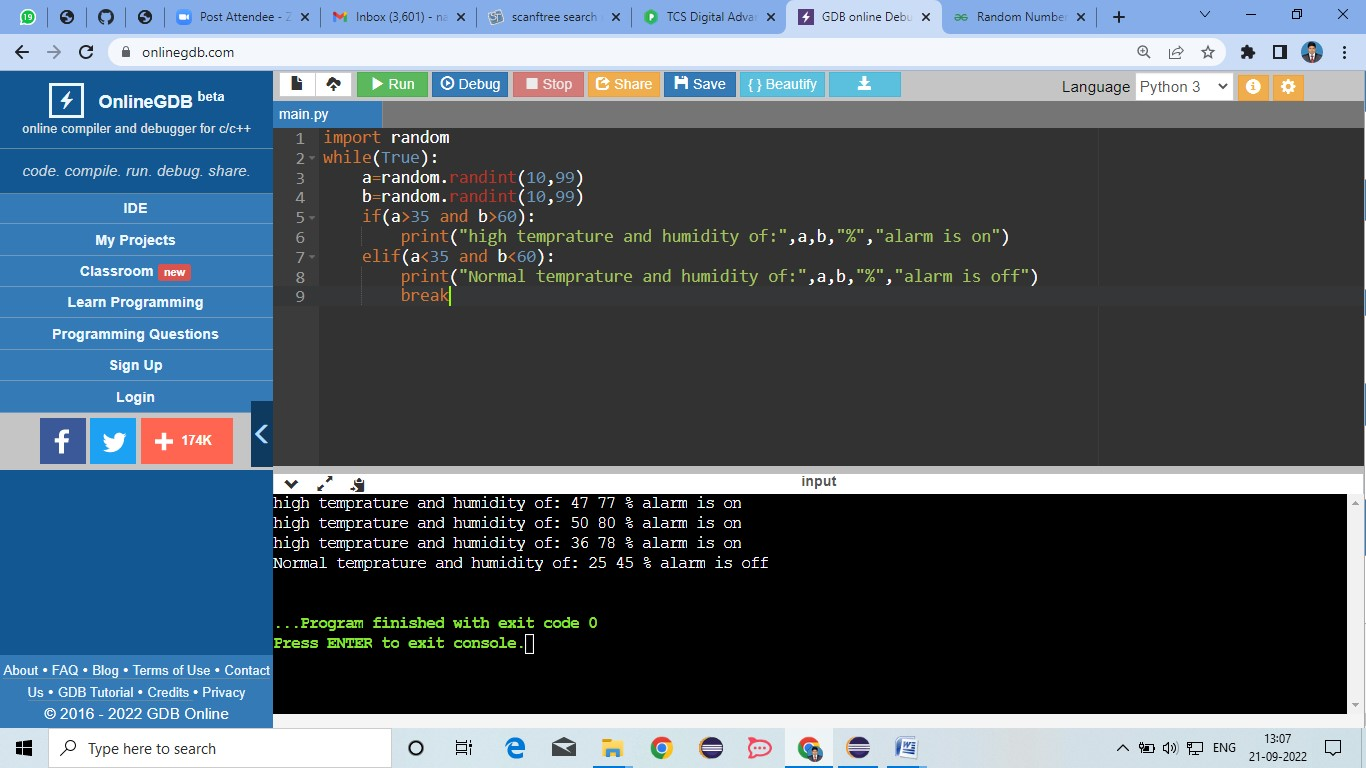 19
Post Attendee - Z
Inbox (3,601) - na
scanftree search
TCS Digital Adva
GDB online Debu
Random Number
onlinegdb.com
OnlineGDB beta
online compiler and debugger for c/c++
code. compile. run. debug. share.
IDE
My Projects
Classroom new
Learn Programming
Programming Questions
Sign Up
Login
174K
About • FAQ • Blog • Terms of Use • Contact
Us • GDB Tutorial • Credits • Privacy
© 2016 - 2022 GDB Online
Run
Debug
Stop
Share
Save
{ } Beautify
Language Python 3
main.py
1 import random
2 while(True):
3 a=random.randint(10,99)
4 b=random.randint(10,99)
5 if(a>35 and b>60):
6 print("high temprature and humidity of:",a,b,"%","alarm is on")
7 elif(a<35 and b<60):
8 print("Normal temprature and humidity of:",a,b,"%","alarm is off")
9 break
input
high temprature and humidity of: 47 77 % alarm is on
high temprature and humidity of: 50 80 % alarm is on
high temprature and humidity of: 36 78 % alarm is on
Normal temprature and humidity of: 25 45 % alarm is off
...Program finished with exit code 0
Press ENTER to exit console.
Type here to search
ENG
13:07
21-09-2022